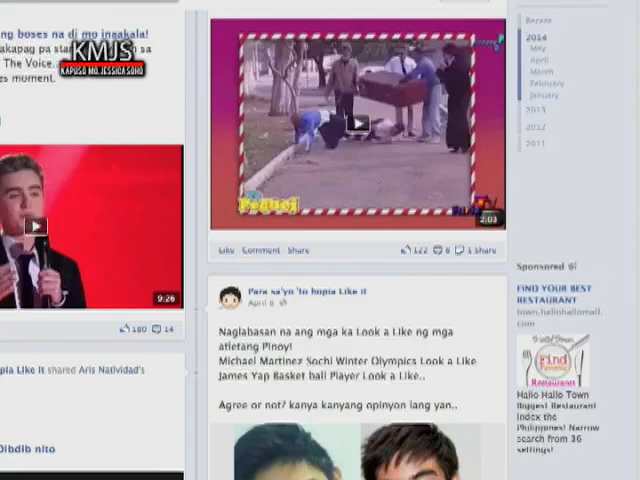 ng boses na di mo inaakala!
akapag pa
sa
The Voice..
es moment.
KMJS
KAPUSO MO, JESSICA SOHO
9:26
180 14
pia Like it shared Aris Natividad's
Dibdib nito
2:03
Like Comment Share
122 8 1 Share
Para sa'yo 'to hopia Like it
April 8
Naglabasan na ang mga ka Look a Like ng mga
atletang Pinoy!
Michael Martinez Sochi Winter Olympics Look a Like
James Yap Basket ball Player Look a Like..
Agree or not? kanya kanyang opinyon lang yan..
Recent
2014
May
April
March
February
January
2013
2012
2011
Sponsored
FIND YOUR BEST
RESTAURANT
town.hallohallomall.
com
Find
Restaurants
Hallo Hallo Town
Biggest Restaurant
Index the
Philippines! Narrow
search from 36
settings!